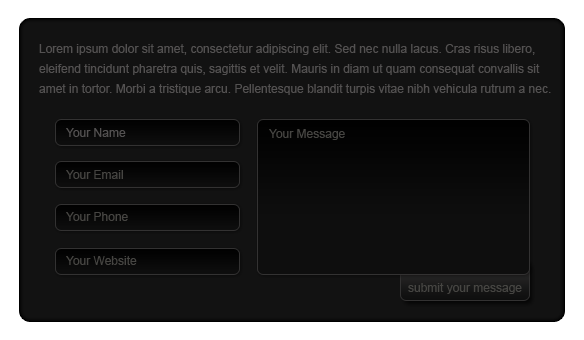 Lorem ipsum dolor sit amet, consectetur adipiscing elit. Sed nec nulla lacus. Cras risus libero,
eleifend tincidunt pharetra quis, sagittis et velit. Mauris in diam ut quam consequat convallis sit
amet in tortor. Morbi a tristique arcu. Pellentesque blandit turpis vitae nibh vehicula rutrum a nec.
Your Name
Your Email
Your Phone
Your Website
Your Message
submit your message